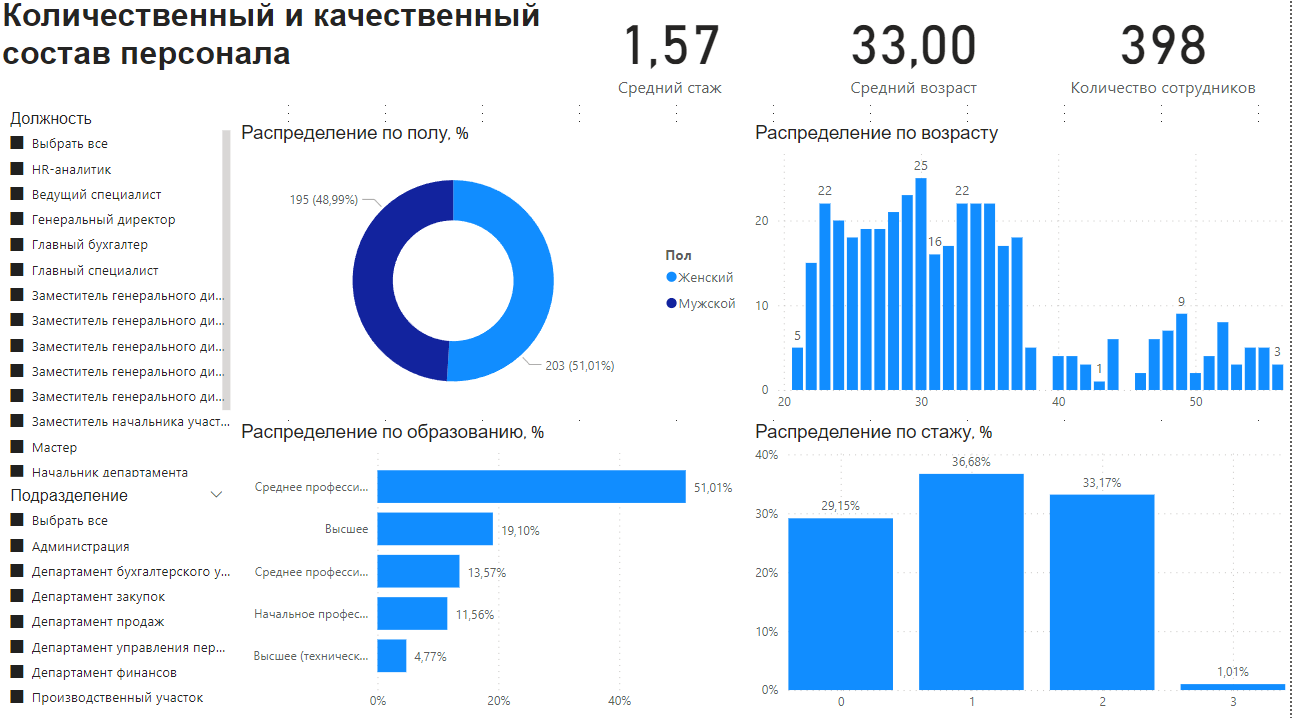 Количественный и качественный
состав персонала
1,57
Средний стаж
33,00
Средний возраст
398
Количество сотрудников
Должность
Выбрать все
HR-аналитик
Ведущий специалист
Генеральный директор
Главный бухгалтер
Главный специалист
Заместитель генерального ди...
Заместитель генерального ди...
Заместитель генерального ди...
Заместитель генерального ди...
Заместитель генерального ди...
Заместитель начальника участ...
Мастер
Начальник департамента
Подразделение
Выбрать все
Администрация
Департамент бухгалтерского у...
Департамент закупок
Департамент продаж
Департамент управления пер...
Департамент финансов
Производственный участок
Распределение по полу, %
195 (48,99%)
203 (51,01%)
Пол
Женский
Мужской
Распределение по возрасту
20
10
0
5
22
25
16
22
1
9
3
20
30
40
50
Распределение по образованию, %
Среднее професси...
51,01%
Высшее
19,10%
Среднее професси...
13,57%
Начальное профес...
11,56%
Высшее (техническ...
4,77%
0%
20%
40%
Распределение по стажу, %
40%
30%
20%
10%
0%
29,15%
36,68%
33,17%
1,01%
0
1
2
3